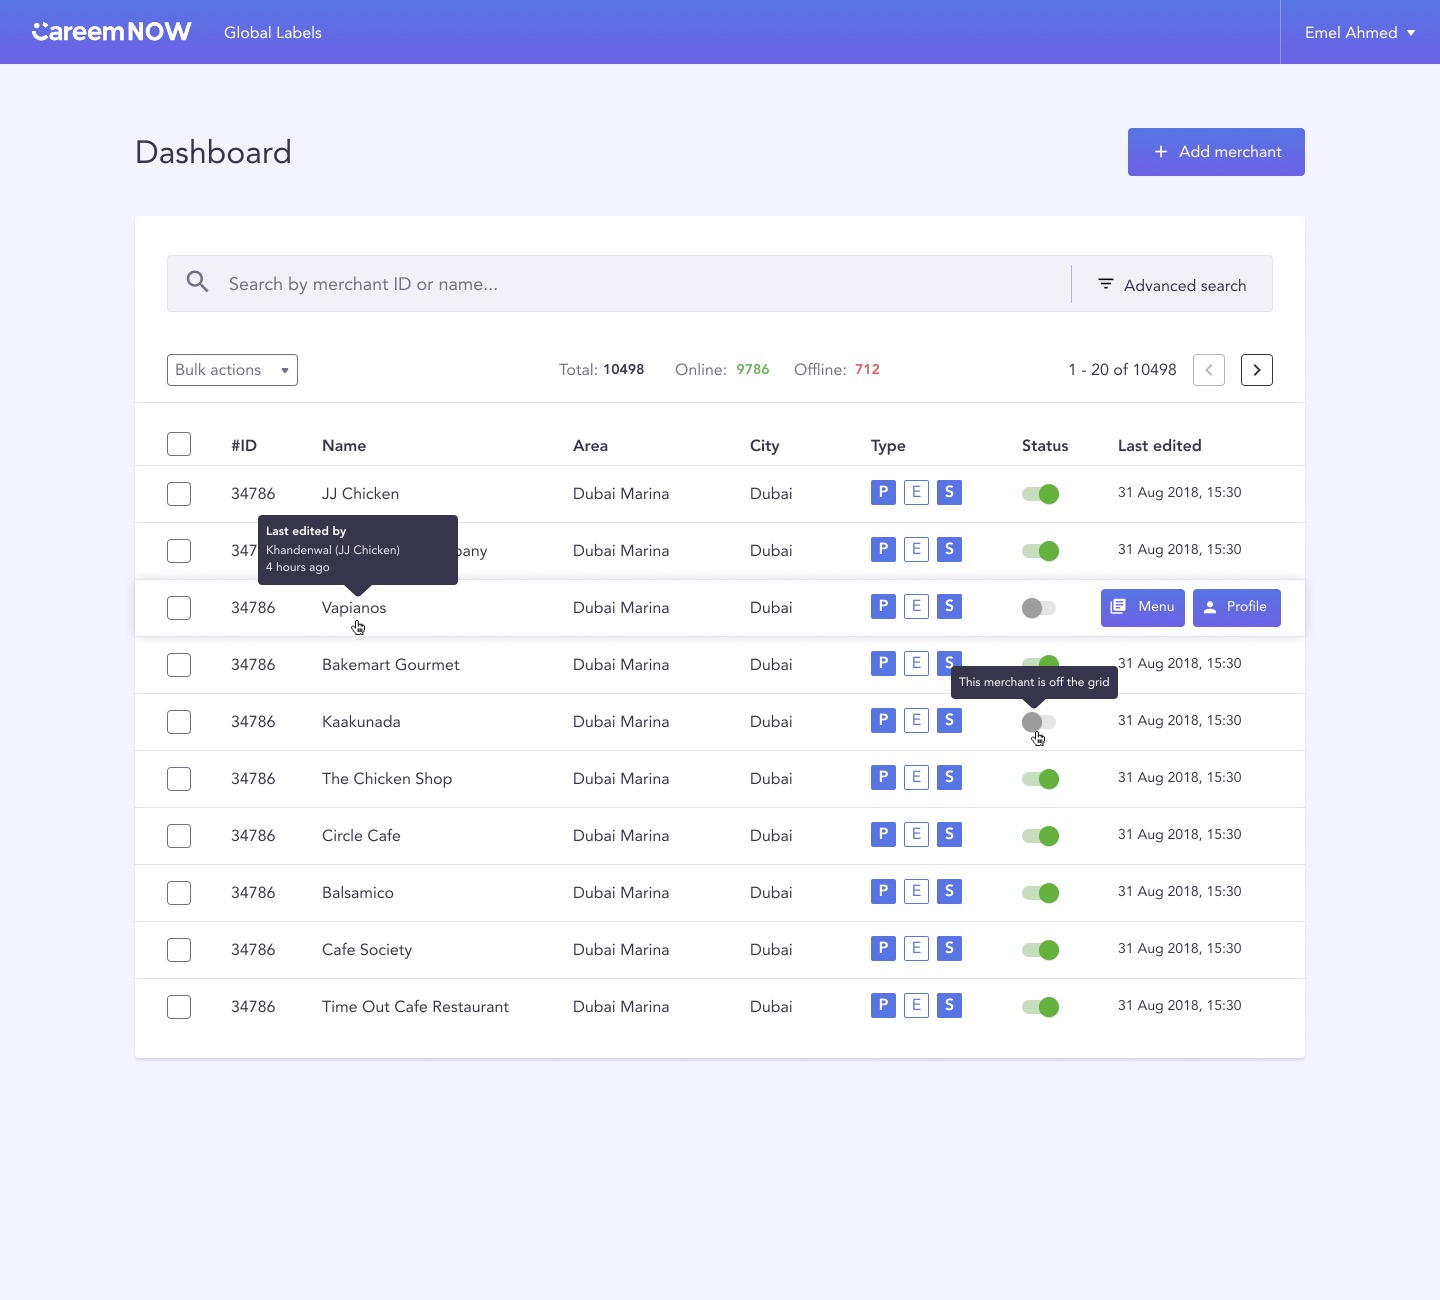 CareemNOW Global Labels Emel Ahmed
Dashboard
Add merchant
Search by merchant ID or name...
Advanced search
Bulk actions
Total: 10498 Online: 9786 Offline: 712
1 - 20 of 10498
#ID Name Area City Type Status Last edited
34786 JJ Chicken Dubai Marina Dubai P E S 31 Aug 2018, 15:30
Last edited by
Khandenwal (JJ Chicken)
4 hours ago
Dubai Marina Dubai P E S 31 Aug 2018, 15:30
34786 Vapianos Dubai Marina Dubai P E S Menu Profile
34786 Bakemart Gourmet Dubai Marina Dubai P E S 31 Aug 2018, 15:30
This merchant is off the grid
34786 Kaakunada Dubai Marina Dubai P E S 31 Aug 2018, 15:30
34786 The Chicken Shop Dubai Marina Dubai P E S 31 Aug 2018, 15:30
34786 Circle Cafe Dubai Marina Dubai P E S 31 Aug 2018, 15:30
34786 Balsamico Dubai Marina Dubai P E S 31 Aug 2018, 15:30
34786 Cafe Society Dubai Marina Dubai P E S 31 Aug 2018, 15:30
34786 Time Out Cafe Restaurant Dubai Marina Dubai P E S 31 Aug 2018, 15:30